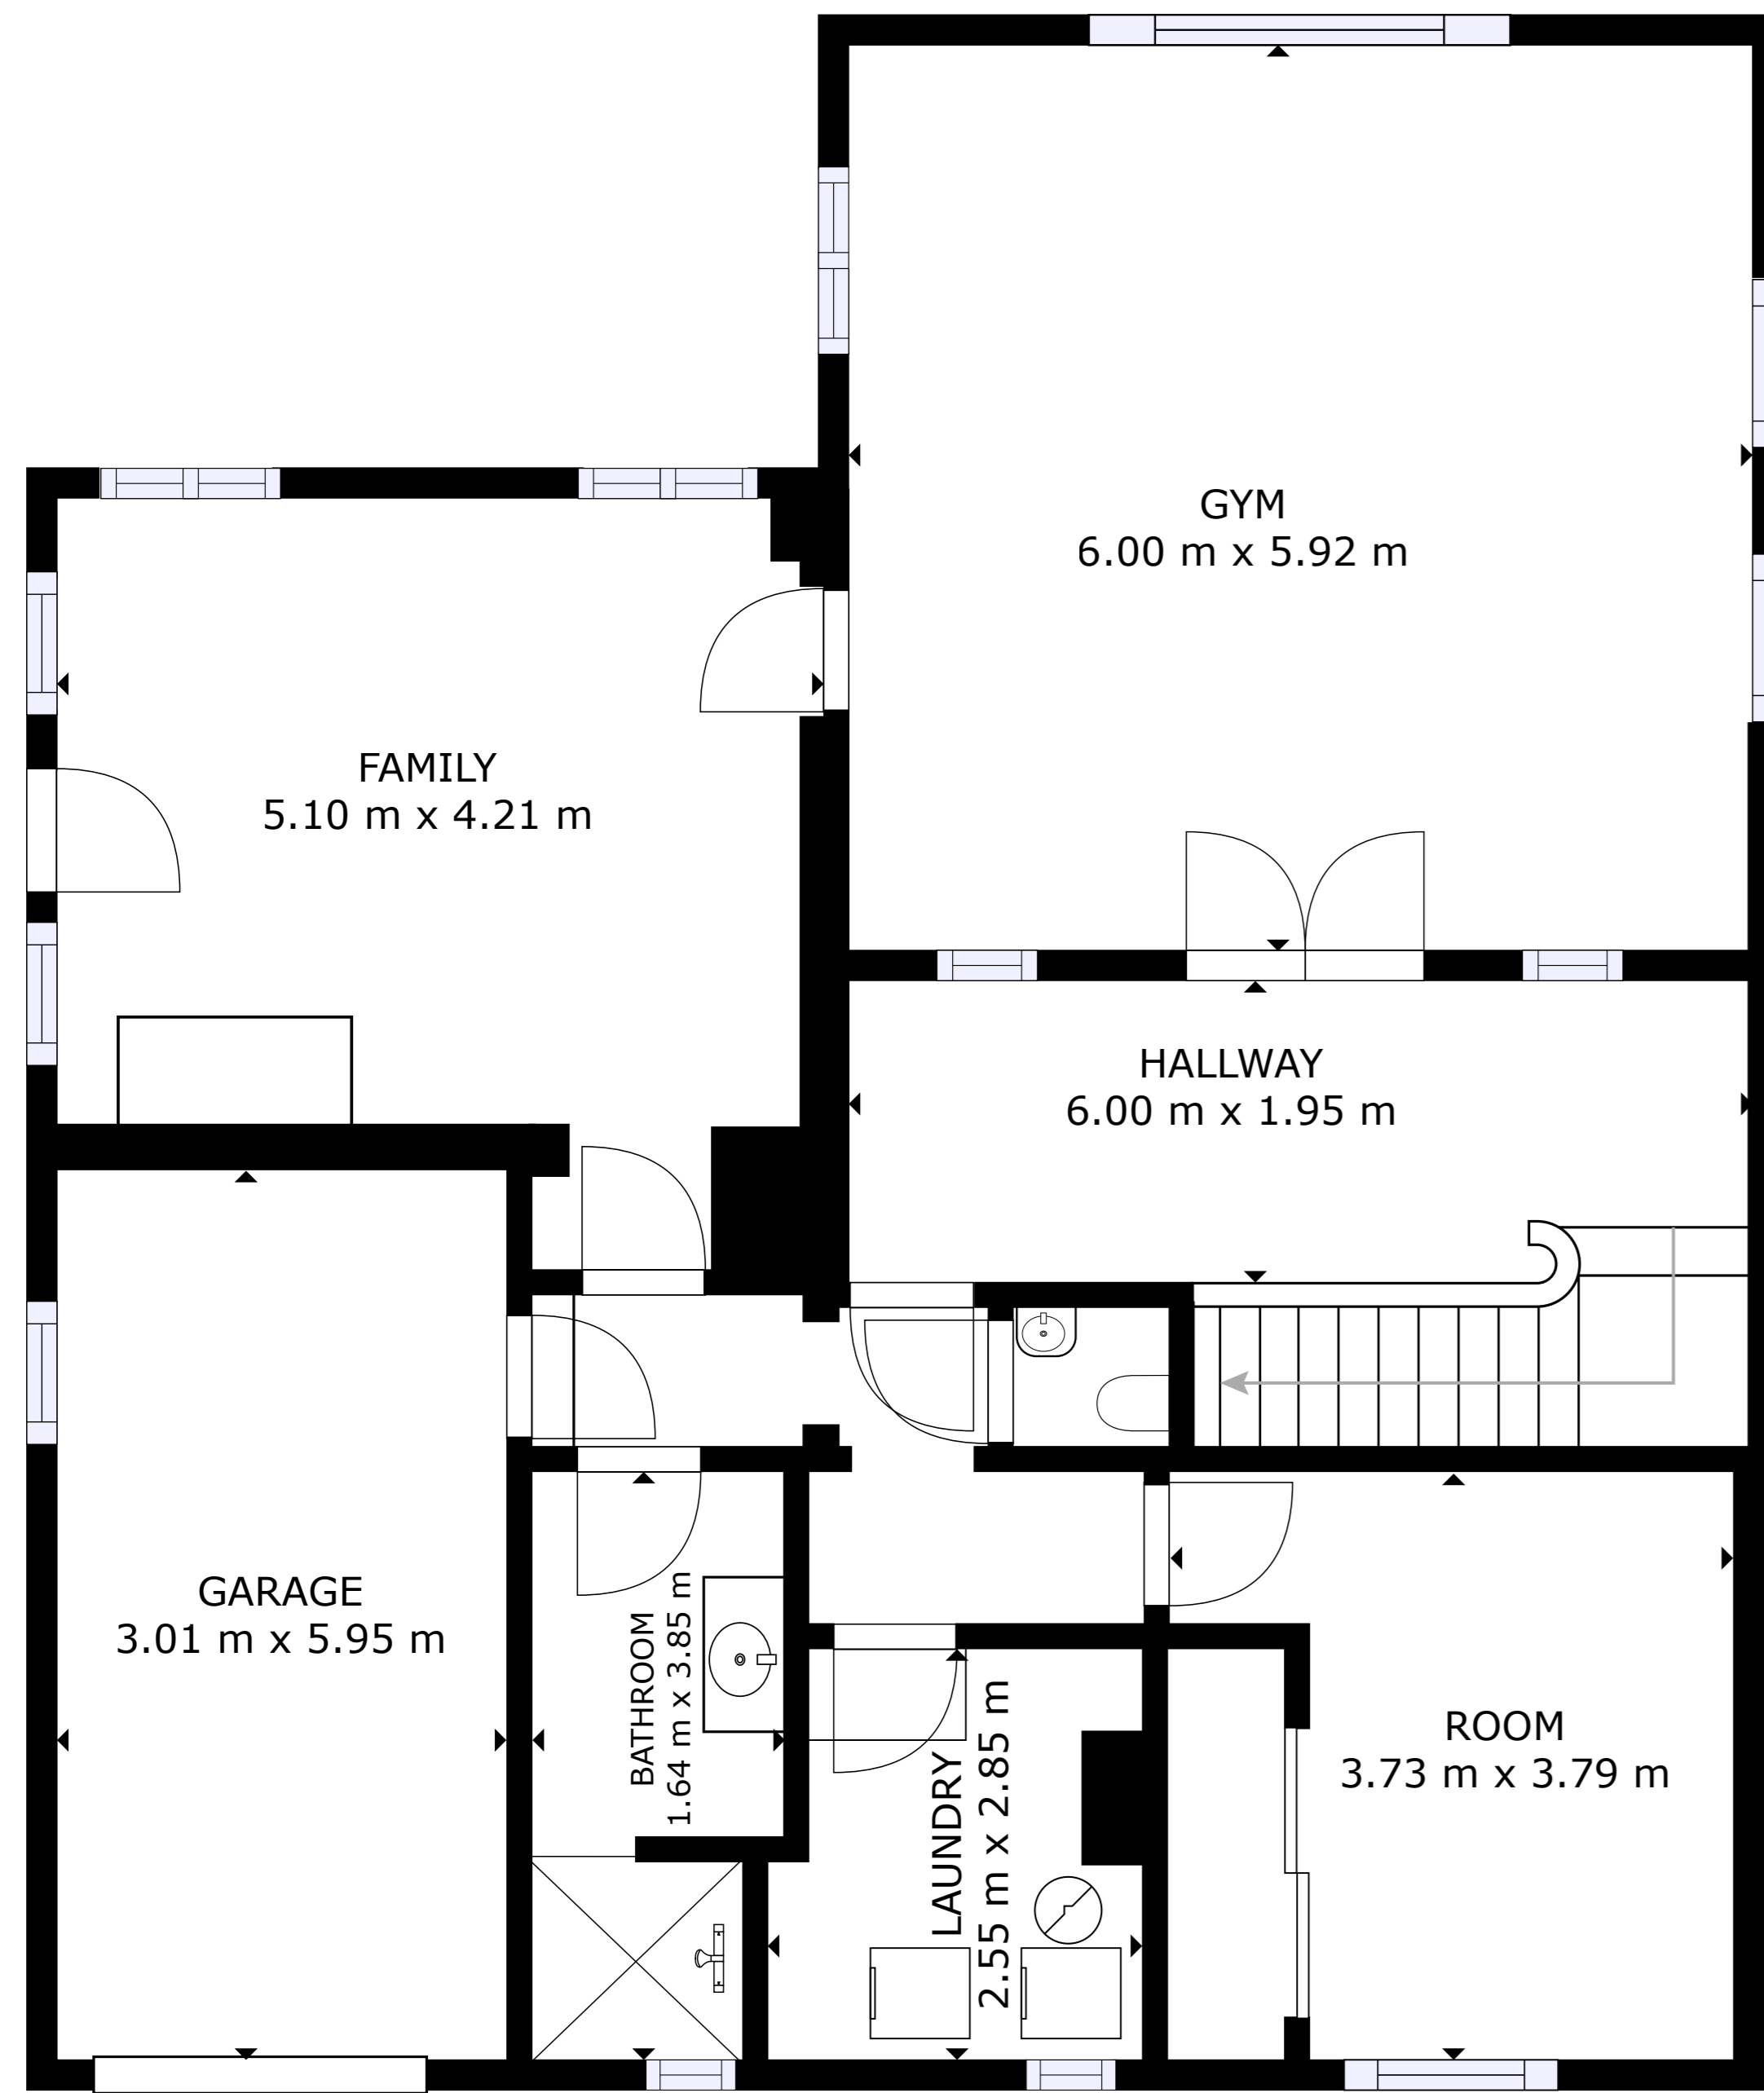 GYM
6.00 m x 5.92 m
FAMILY
5.10 m x 4.21 m
HALLWAY
6.00 m x 1.95 m
GARAGE
3.01 m x 5.95 m
BATHROOM
1.64 m x 3.85 m
LAUNDRY
2.55 m x 2.85 m
ROOM
3.73 m x 3.79 m